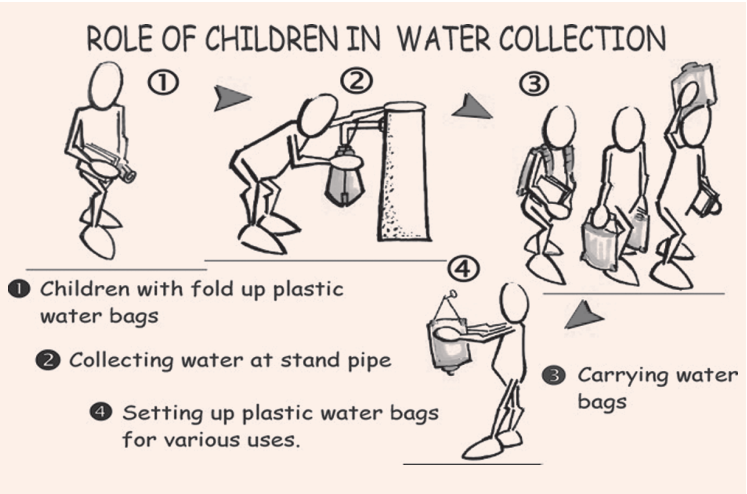 ROLE OF CHILDREN IN WATER COLLECTION
①
②
③
❶ Children with fold up plastic
water bags
❷ Collecting water at stand pipe
④
❹ Setting up plastic water bags
for various uses.
❸ Carrying water
bags